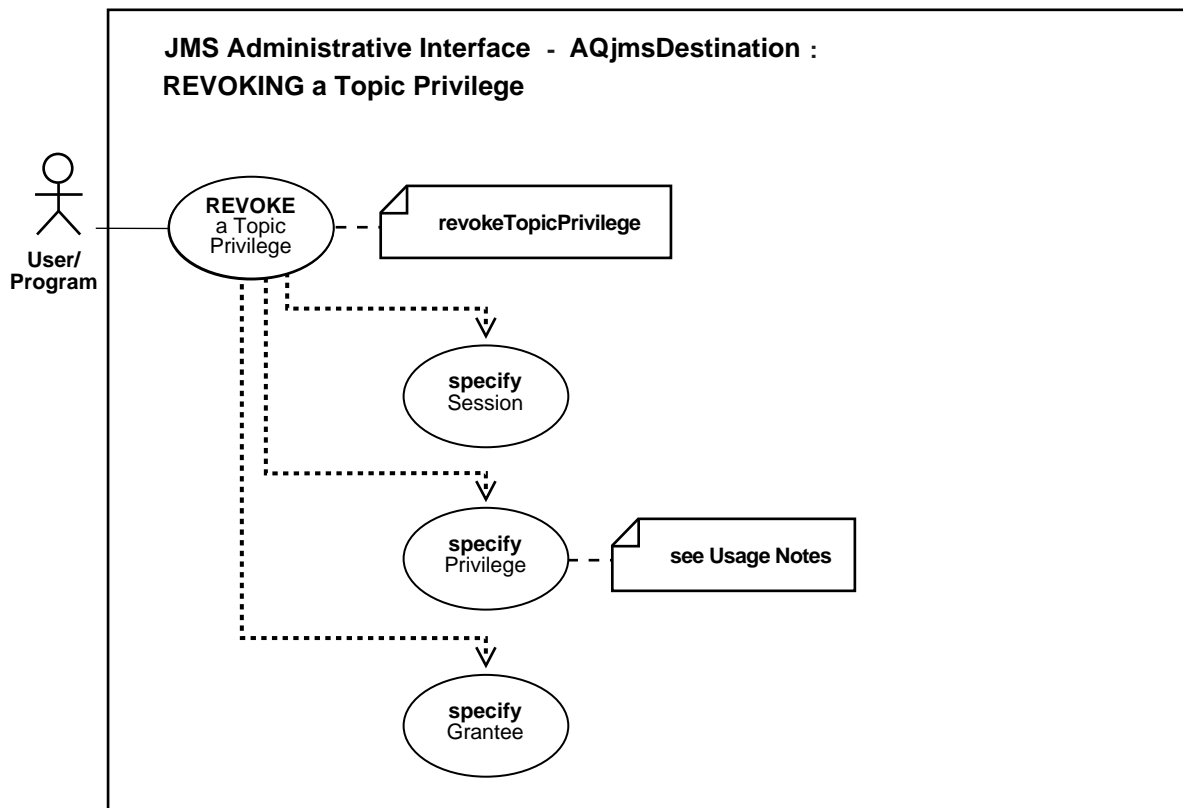 JMS Administrative Interface - AQjmsDestination :
REVOKING a Topic Privilege
User/
Program
REVOKE
a Topic
Privilege
revokeTopicPrivilege
specify
Session
specify
Privilege
see Usage Notes
specify
Grantee